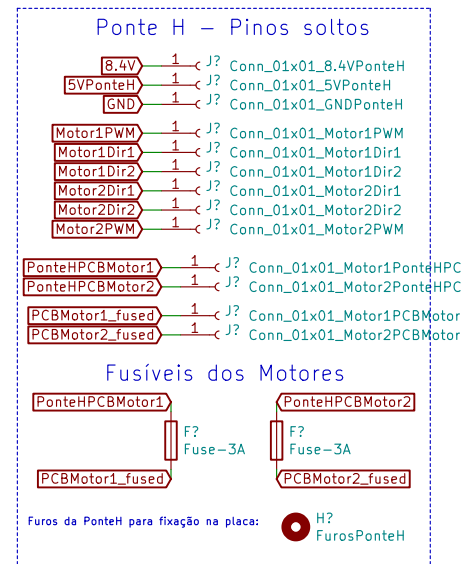 Ponte H – Pinos soltos
8.4V 1 J? Conn_01x01_8.4VPonteH
5VPonteH 1 J? Conn_01x01_5VPonteH
GND 1 J? Conn_01x01_GNDPonteH
Motor1PWM 1 J? Conn_01x01_Motor1PWM
Motor1Dir1 1 J? Conn_01x01_Motor1Dir1
Motor1Dir2 1 J? Conn_01x01_Motor1Dir2
Motor2Dir1 1 J? Conn_01x01_Motor2Dir1
Motor2Dir2 1 J? Conn_01x01_Motor2Dir2
Motor2PWM 1 J? Conn_01x01_Motor2PWM
PonteHPCBMotor1 1 J? Conn_01x01_Motor1PonteHPC
PonteHPCBMotor2 1 J? Conn_01x01_Motor2PonteHPC
PCBMotor1_fused 1 J? Conn_01x01_Motor1PCBMotor
PCBMotor2_fused 1 J? Conn_01x01_Motor2PCBMotor
Fusíveis dos Motores
PonteHPCBMotor1 PonteHPCBMotor2
F? F?
Fuse-3A Fuse-3A
PCBMotor1_fused PCBMotor2_fused
Furos da PonteH para fixação na placa: H?
FurosPonteH